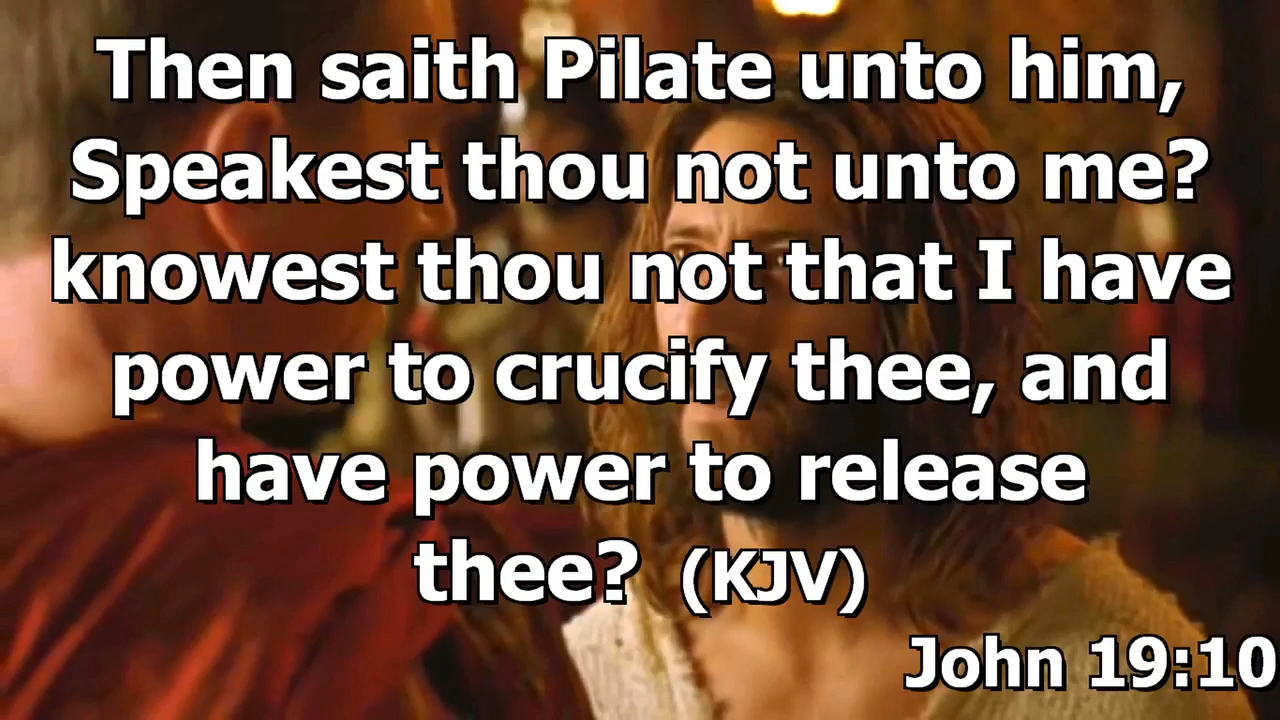 Then saith Pilate unto him,
Speakest thou not unto me?
knowest thou not that I have
power to crucify thee, and
have power to release
thee? (KJV)
John 19:10